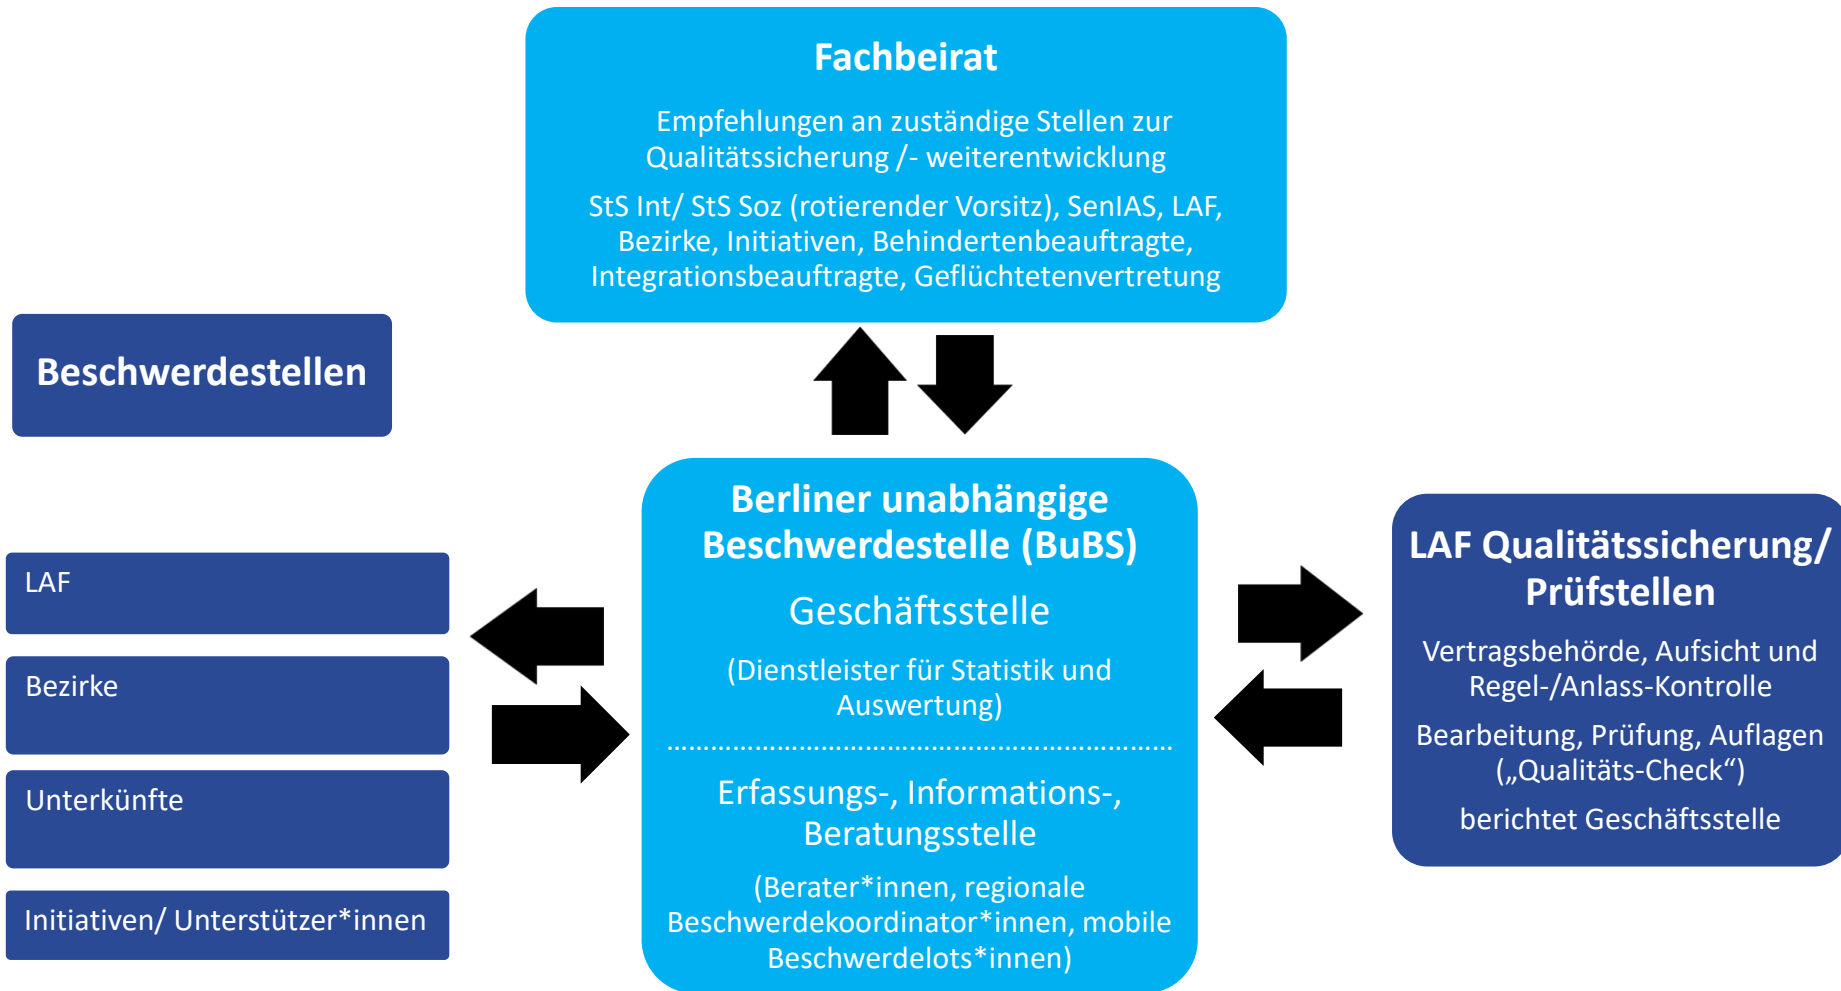 Fachbeirat
Empfehlungen an zuständige Stellen zur
Qualitätssicherung /- weiterentwicklung
StS Int/ StS Soz (rotierender Vorsitz), SenIAS, LAF,
Bezirke, Initiativen, Behindertenbeauftragte,
Integrationsbeauftragte, Geflüchtetenvertretung
Beschwerdestellen
LAF
Bezirke
Unterkünfte
Initiativen/ Unterstützer*innen
Berliner unabhängige
Beschwerdestelle (BuBS)
Geschäftsstelle
(Dienstleister für Statistik und
Auswertung)
……………………………………………………………
Erfassungs-, Informations-,
Beratungsstelle
(Berater*innen, regionale
Beschwerdekoordinator*innen, mobile
Beschwerdelots*innen)
LAF Qualitätssicherung/
Prüfstellen
Vertragsbehörde, Aufsicht und
Regel-/Anlass-Kontrolle
Bearbeitung, Prüfung, Auflagen
(„Qualitäts-Check“)
berichtet Geschäftsstelle